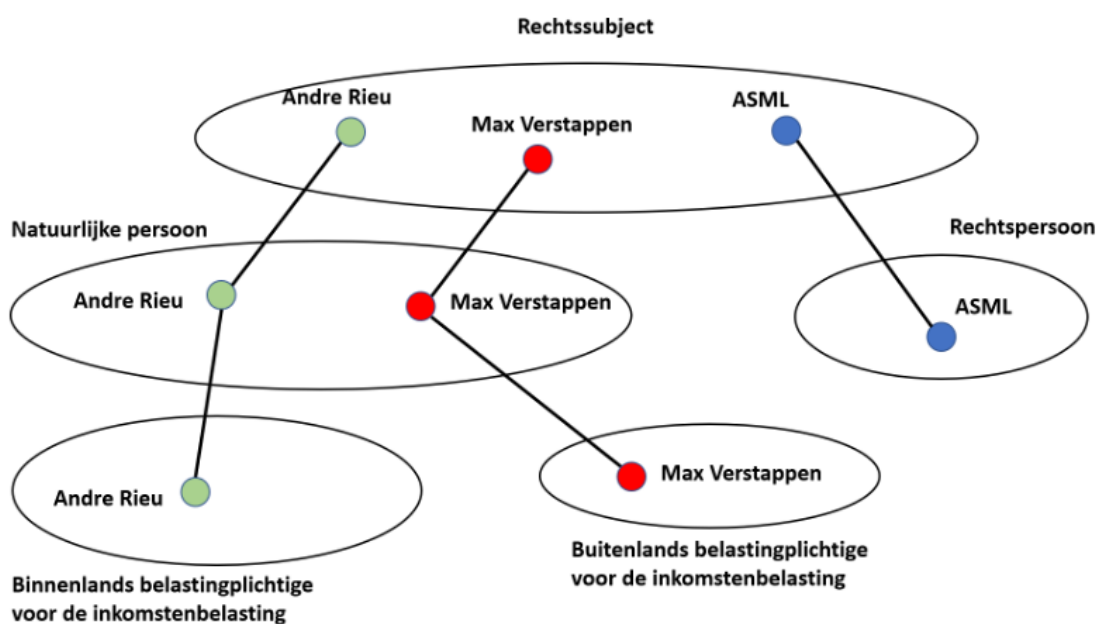 Rechtssubject
Andre Rieu
Max Verstappen
ASML
Natuurlijke persoon
Rechtspersoon
Andre Rieu
Max Verstappen
ASML
Andre Rieu
Max Verstappen
Binnenlands belastingplichtige
voor de inkomstenbelasting
Buitenlands belastingplichtige
voor de inkomstenbelasting